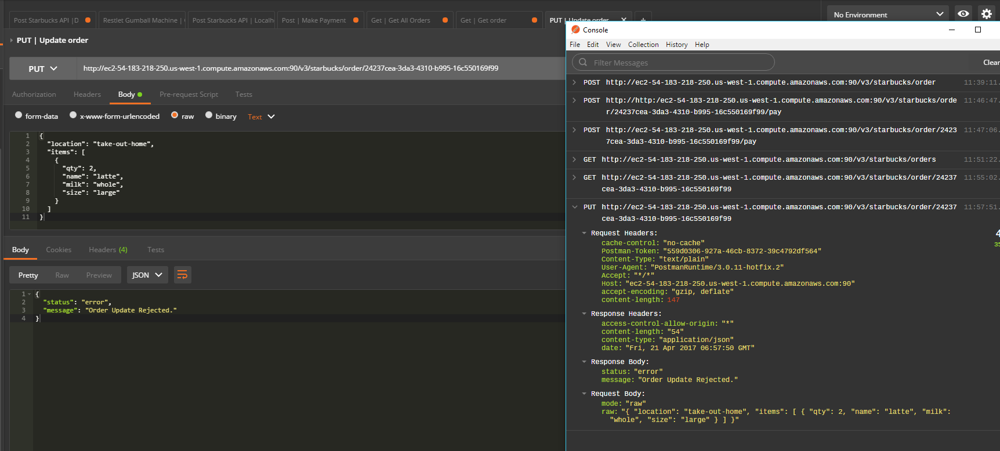 Post Starbucks API |D
Restlet Gumball Machine |
Post Starbucks API | Localh
Post | Make Payment
Get | Get All Orders
Get | Get order
PUT | Update order
No Environment
PUT | Update order
PUT
http://ec2-54-183-218-250.us-west-1.compute.amazonaws.com:90/v3/starbucks/order/24237cea-3da3-4310-b995-16c550169f99
Authorization
Headers
Body
Pre-request Script
Tests
form-data
x-www-form-urlencoded
raw
binary
Text
1 {
2 "location": "take-out-home",
3 "items": [
4 {
5 "qty": 2,
6 "name": "latte",
7 "milk": "whole",
8 "size": "large"
9 }
10 ]
11 }
Body
Cookies
Headers (4)
Tests
Pretty
Raw
Preview
JSON
1 {
2 "status": "error",
3 "message": "Order Update Rejected."
4 }
Console
File Edit View Collection History Help
Filter Messages
Clear
POST http://ec2-54-183-218-250.us-west-1.compute.amazonaws.com:90/v3/starbucks/order 11:39:11.
POST http://http:/ec2-54-183-218-250.us-west-1.compute.amazonaws.com:90/v3/starbucks/orde 11:46:47.
r/24237cea-3da3-4310-b995-16c550169f99/pay
POST http://ec2-54-183-218-250.us-west-1.compute.amazonaws.com:90/v3/starbucks/order/2423 11:47:06.
7cea-3da3-4310-b995-16c550169f99/pay
GET http://ec2-54-183-218-250.us-west-1.compute.amazonaws.com:90/v3/starbucks/orders 11:51:22.
GET http://ec2-54-183-218-250.us-west-1.compute.amazonaws.com:90/v3/starbucks/order/24237 11:55:02.
cea-3da3-4310-b995-16c550169f99
PUT http://ec2-54-183-218-250.us-west-1.compute.amazonaws.com:90/v3/starbucks/order/24237 11:57:51.
cea-3da3-4310-b995-16c550169f99
Request Headers:
cache-control: "no-cache"
Postman-Token: "559d0306-927a-46cb-8372-39c4792df564"
Content-Type: "text/plain"
User-Agent: "PostmanRuntime/3.0.11-hotfix.2"
Accept: "*/*"
Host: "ec2-54-183-218-250.us-west-1.compute.amazonaws.com:90"
accept-encoding: "gzip, deflate"
content-length: 147
Response Headers:
access-control-allow-origin: "*"
content-length: "54"
content-type: "application/json"
date: "Fri, 21 Apr 2017 06:57:50 GMT"
Response Body:
status: "error"
message: "Order Update Rejected."
Request Body:
mode: "raw"
raw: "{ "location": "take-out-home", "items": [ { "qty": 2, "name": "latte", "milk":
"whole", "size": "large" } ] }"